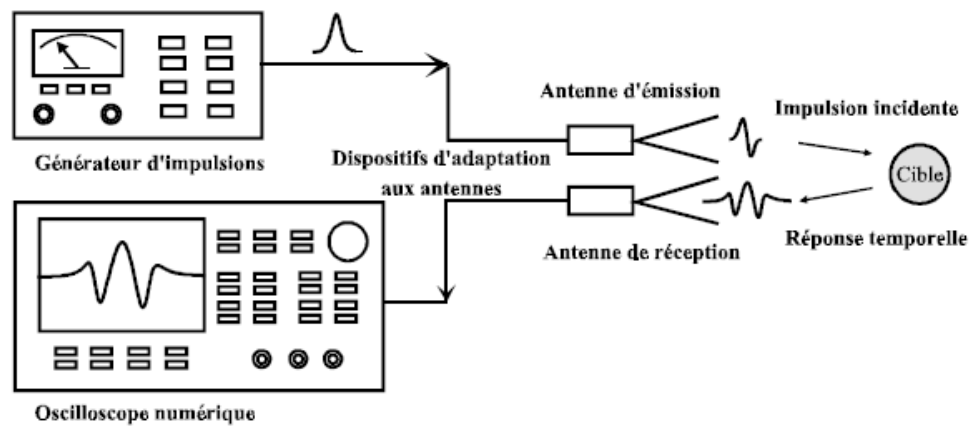 Générateur d'impulsions
Antenne d'émission
Impulsion incidente
Dispositifs d'adaptation
aux antennes
Cible
Antenne de réception
Réponse temporelle
Oscilloscope numérique